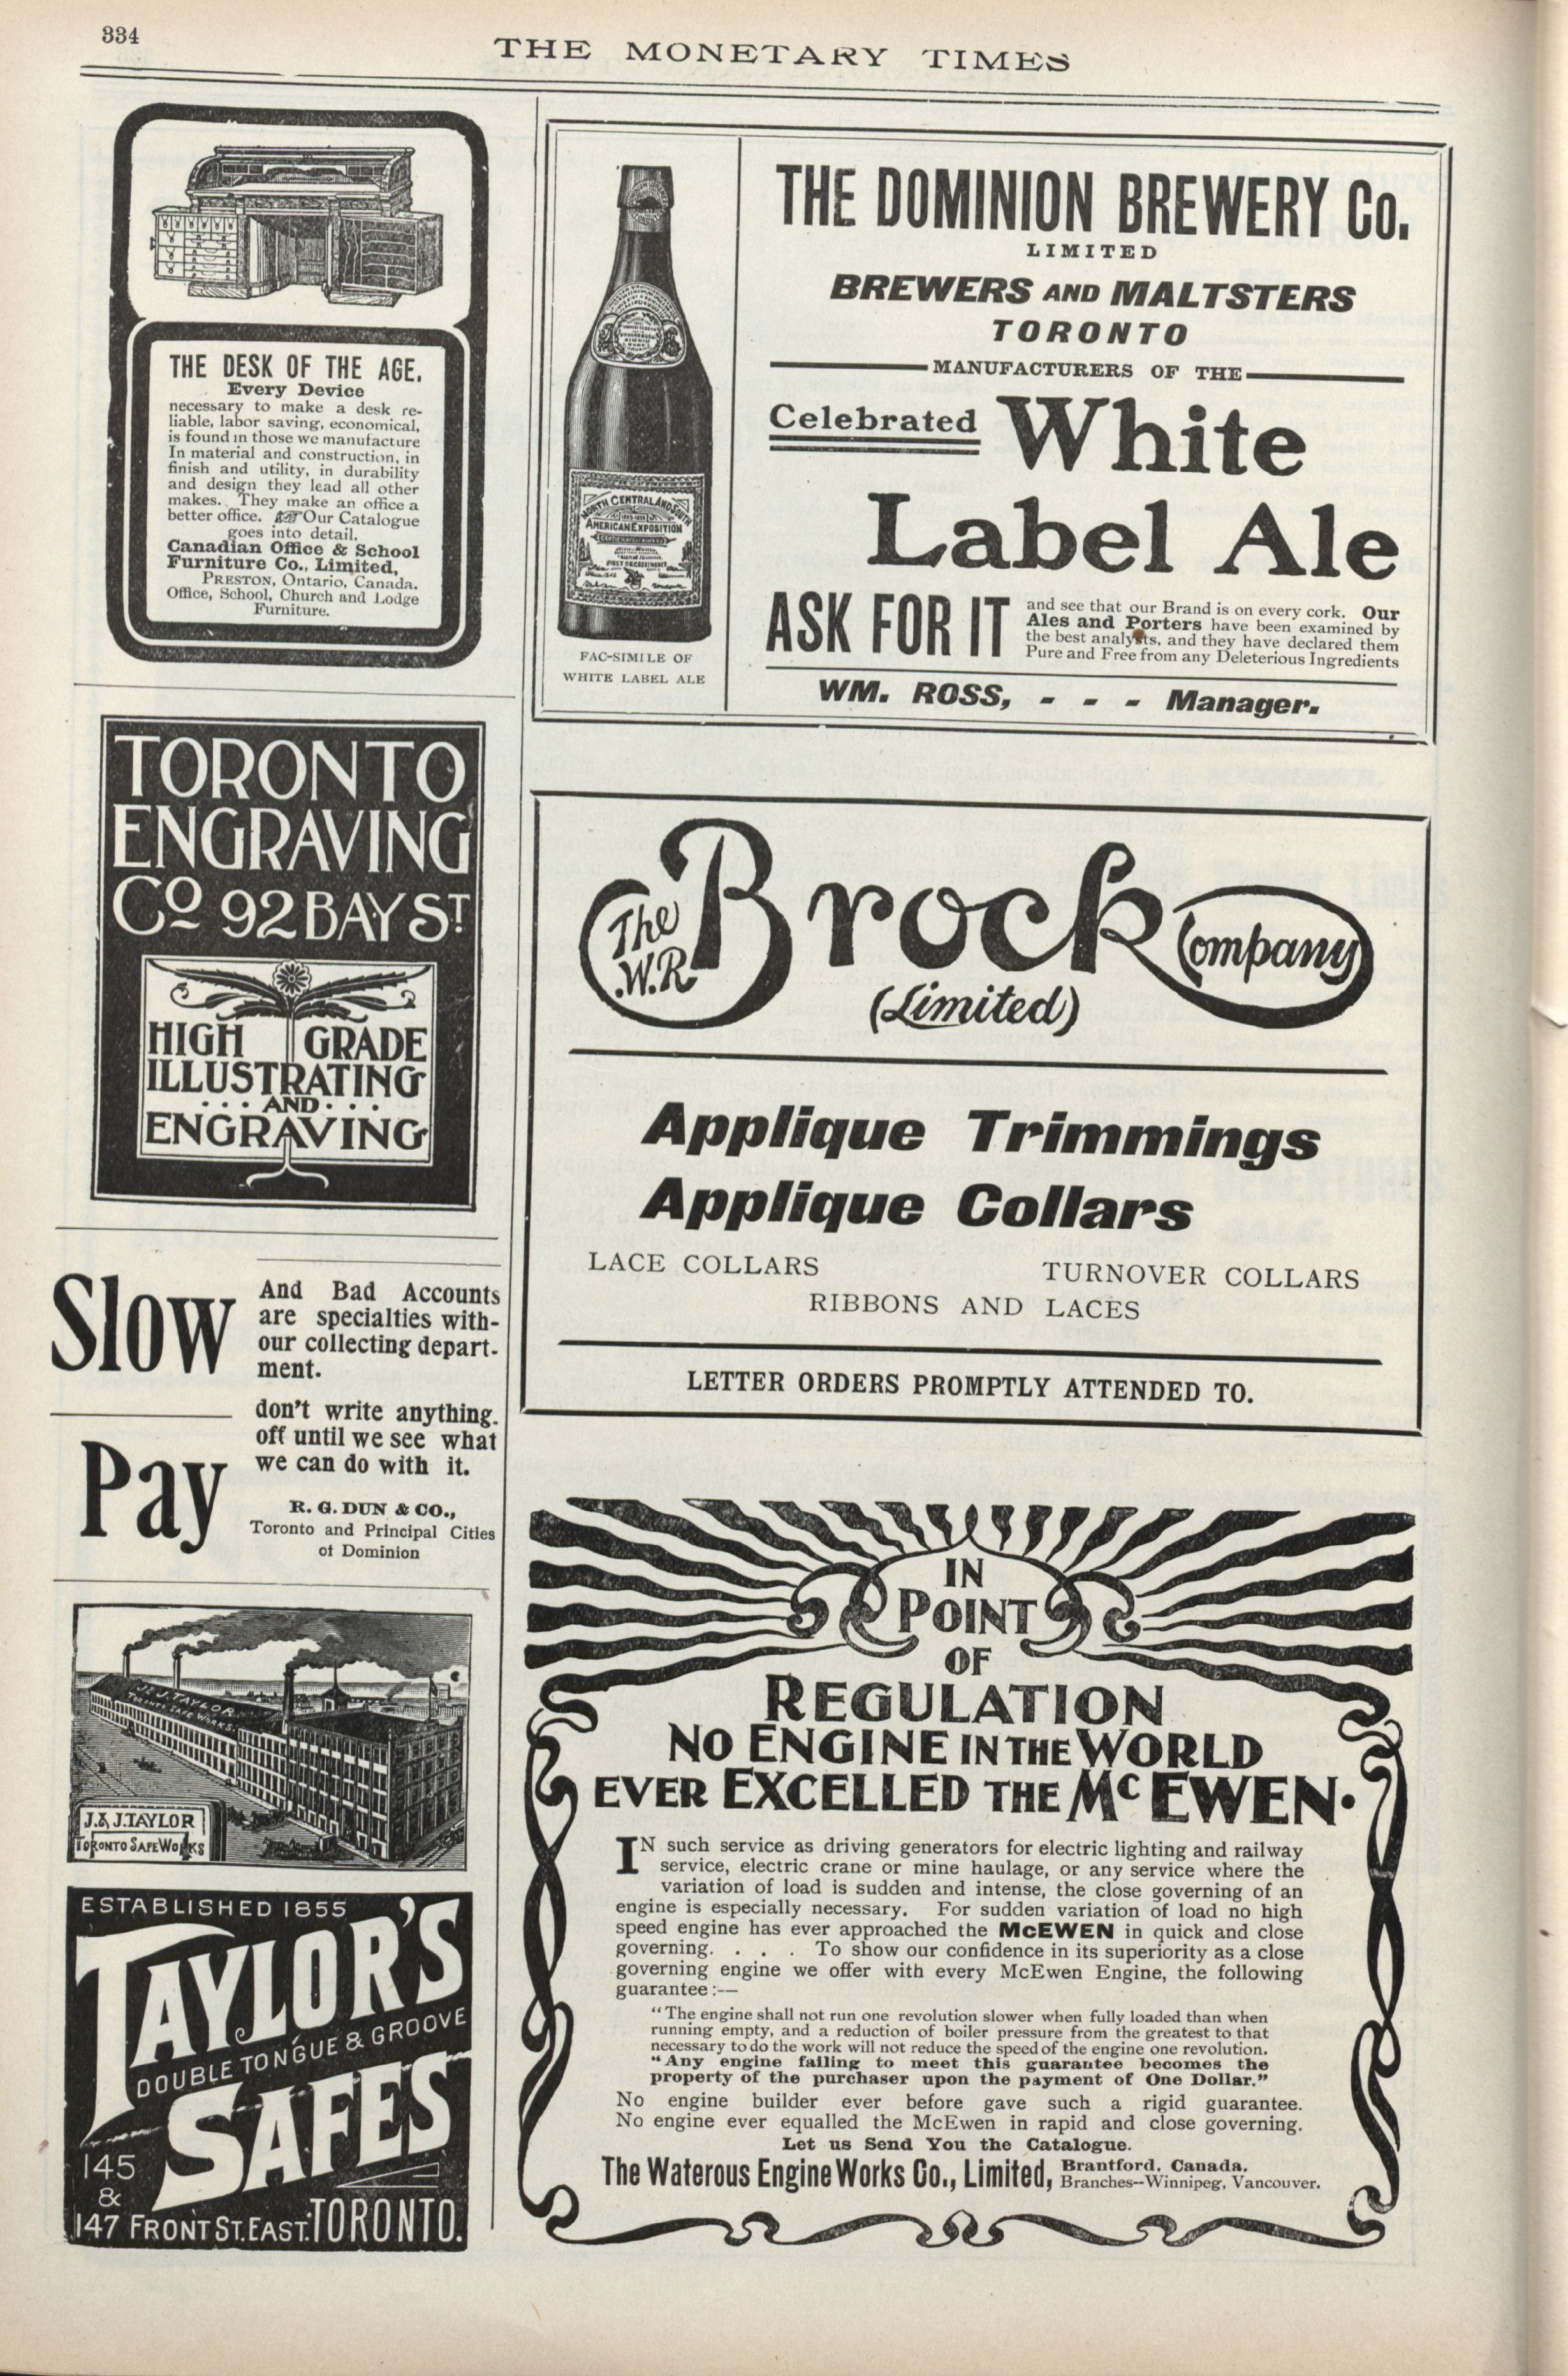 334
THE MONETARY TIMES
THE DESK OF THE AGE.
Every Device
necessary to make a desk re-
liable, labor saving, economical,
is found in those we manufacture
In material and construction, in
finish and utility, in durability
and design they lead all other
makes. They make an office a
better office. Our Catalogue
goes into detail.
Canadian Office & School
Furniture Co., Limited,
PRESTON, Ontario, Canada.
Office, School, Church and Lodge
Furniture.
TORONTO
ENGRAVING
CO 92 BAY ST
HIGH GRADE
ILLUSTRATING
. . . AND . . .
ENGRAVING
Slow
And Bad Accounts
are specialties with-
our collecting depart-
ment.
Pay
don't write anything.
off until we see what
we can do with it.
R. G. DUN & CO.,
Toronto and Principal Cities
of Dominion
J. & J. TAYLOR
TORONTO SAFE WORKS.
J. & J. TAYLOR
TORONTO SAFE WORKS
ESTABLISHED 1855
TAYLOR'S
DOUBLE TONGUE & GROOVE
SAFES
145
&
147 FRONT ST. EAST. TORONTO.
NORTH CENTRAL AND SOUTH
AMERICAN EXPOSITION
FAC-SIMILE OF
WHITE LABEL ALE
THE DOMINION BREWERY Co.
LIMITED
BREWERS AND MALTSTERS
TORONTO
MANUFACTURERS OF THE
Celebrated White
Label Ale
ASK FOR IT
and see that our Brand is on every cork. Our
Ales and Porters have been examined by
the best analysts, and they have declared them
Pure and Free from any Deleterious Ingredients
WM. ROSS, - - - Manager.
The W.R. Brock Company
(Limited)
Applique Trimmings
Applique Collars
LACE COLLARS TURNOVER COLLARS
RIBBONS AND LACES
LETTER ORDERS PROMPTLY ATTENDED TO.
IN
POINT
OF
REGULATION
NO ENGINE IN THE WORLD
EVER EXCELLED THE MCEWEN.
IN such service as driving generators for electric lighting and railway
service, electric crane or mine haulage, or any service where the
variation of load is sudden and intense, the close governing of an
engine is especially necessary. For sudden variation of load no high
speed engine has ever approached the McEWEN in quick and close
governing. . . . To show our confidence in its superiority as a close
governing engine we offer with every McEwen Engine, the following
guarantee :—
"The engine shall not run one revolution slower when fully loaded than when
running empty, and a reduction of boiler pressure from the greatest to that
necessary to do the work will not reduce the speed of the engine one revolution.
"Any engine failing to meet this guarantee becomes the
property of the purchaser upon the payment of One Dollar."
No engine builder ever before gave such a rigid guarantee.
No engine ever equalled the McEwen in rapid and close governing.
Let us Send You the Catalogue.
The Waterous Engine Works Co., Limited, Brantford, Canada.
Branches--Winnipeg, Vancouver.